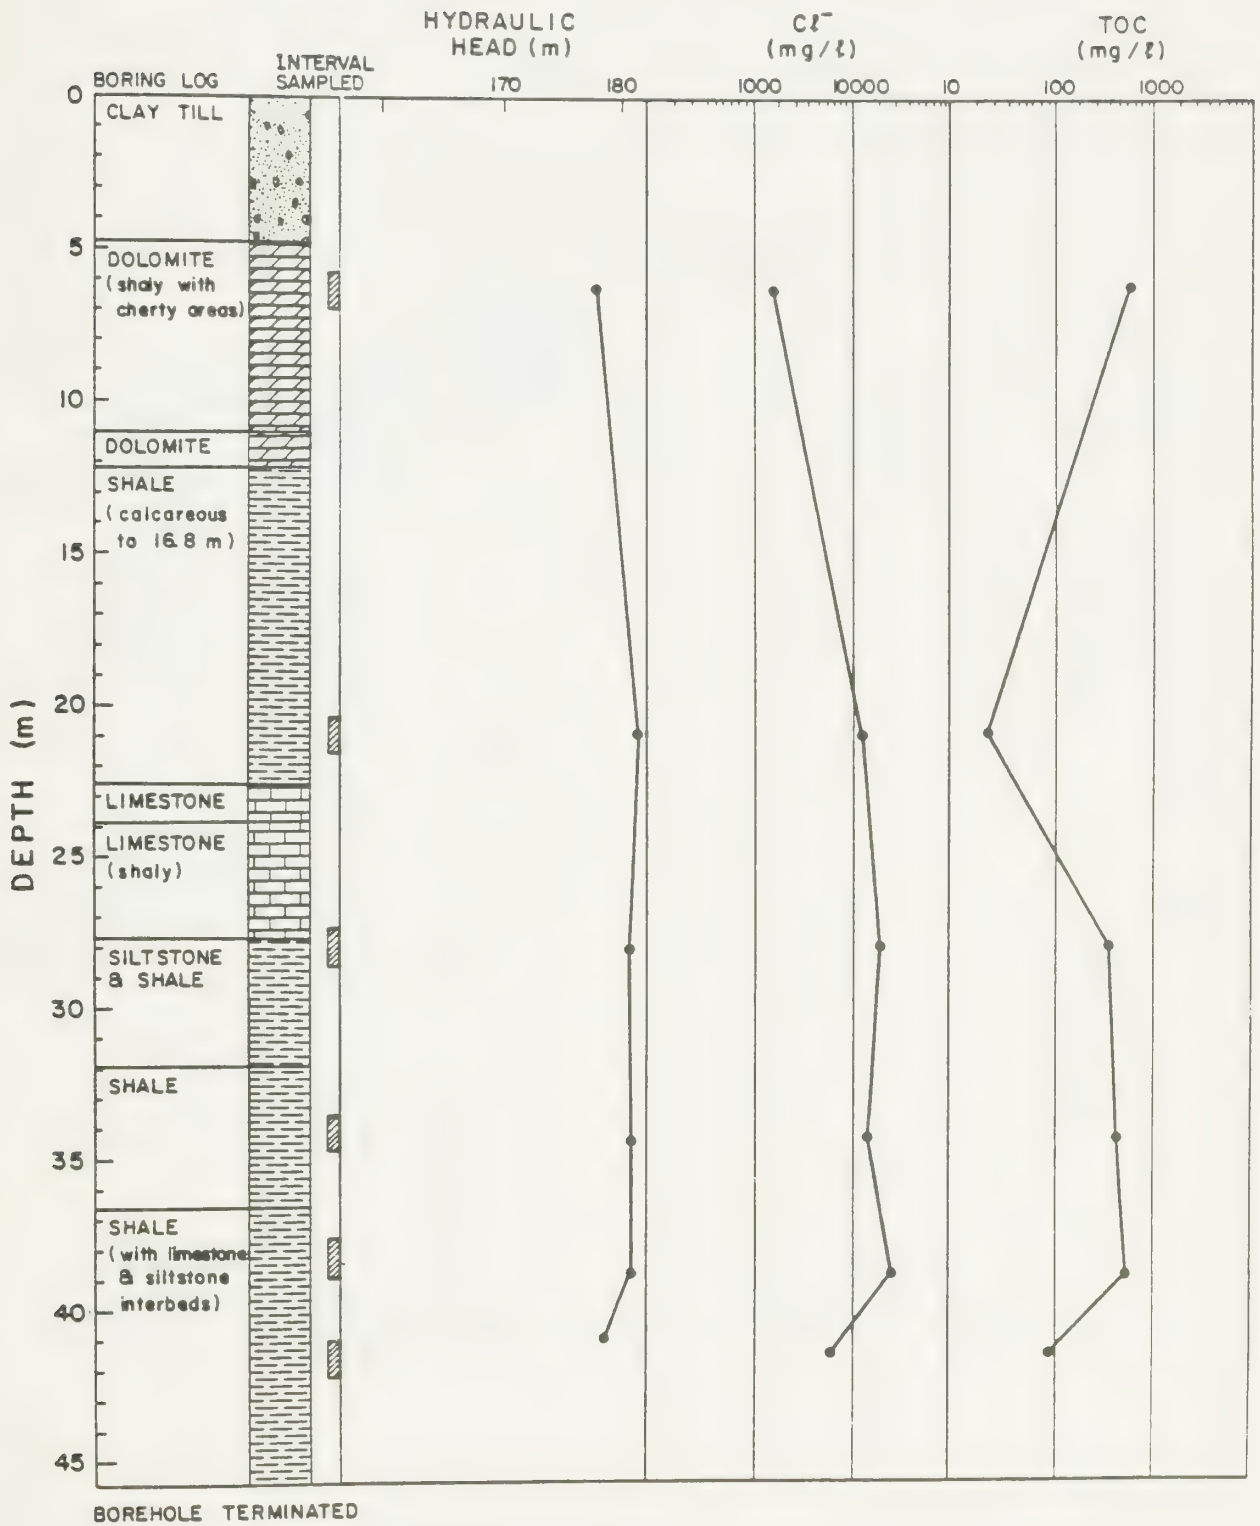 HYDRAULIC
HEAD (m)
Cℓ⁻
(mg/ℓ)
TOC
(mg/ℓ)
BORING LOG
INTERVAL
SAMPLED
170
180
1000
10000
10
100
1000
0
5
10
15
20
25
30
35
40
45
DEPTH (m)
CLAY TILL
DOLOMITE
(shaly with
cherty areas)
DOLOMITE
SHALE
(calcareous
to 16.8 m)
LIMESTONE
LIMESTONE
(shaly)
SILTSTONE
& SHALE
SHALE
SHALE
(with limestone
& siltstone
interbeds)
BOREHOLE TERMINATED